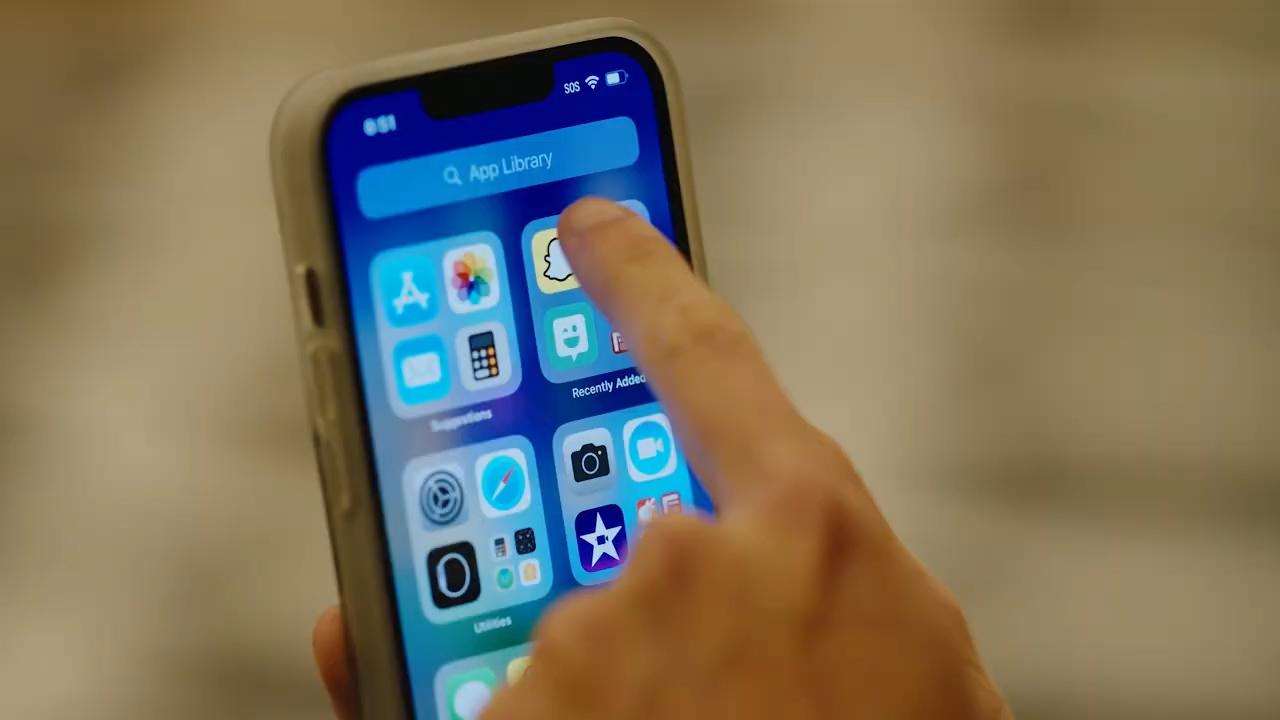 SOS
App Library
Suggestions
Recently Added
Utilities